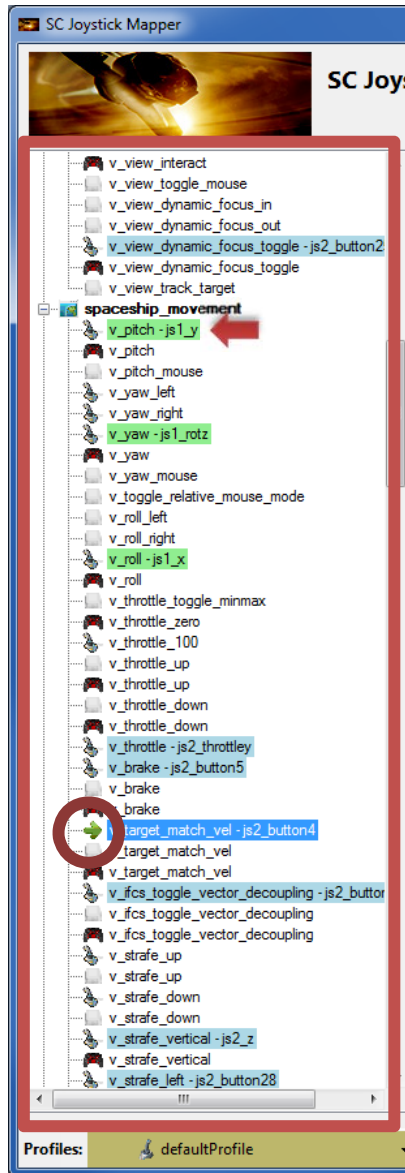 SC Joystick Mapper
SC Joys
v_view_interact
v_view_toggle_mouse
v_view_dynamic_focus_in
v_view_dynamic_focus_out
v_view_dynamic_focus_toggle - js2_button2
v_view_dynamic_focus_toggle
v_view_track_target
spaceship_movement
v_pitch - js1_y
v_pitch
v_pitch_mouse
v_yaw_left
v_yaw_right
v_yaw - js1_rotz
v_yaw
v_yaw_mouse
v_toggle_relative_mouse_mode
v_roll_left
v_roll_right
v_roll - js1_x
v_roll
v_throttle_toggle_minmax
v_throttle_zero
v_throttle_100
v_throttle_up
v_throttle_up
v_throttle_down
v_throttle_down
v_throttle - js2_throttley
v_brake - js2_button5
v_brake
v_brake
v_target_match_vel - js2_button4
v_target_match_vel
v_target_match_vel
v_ifcs_toggle_vector_decoupling - js2_button
v_ifcs_toggle_vector_decoupling
v_ifcs_toggle_vector_decoupling
v_strafe_up
v_strafe_up
v_strafe_down
v_strafe_down
v_strafe_vertical - js2_z
v_strafe_vertical
v_strafe_left - js2_button28
Profiles: defaultProfile